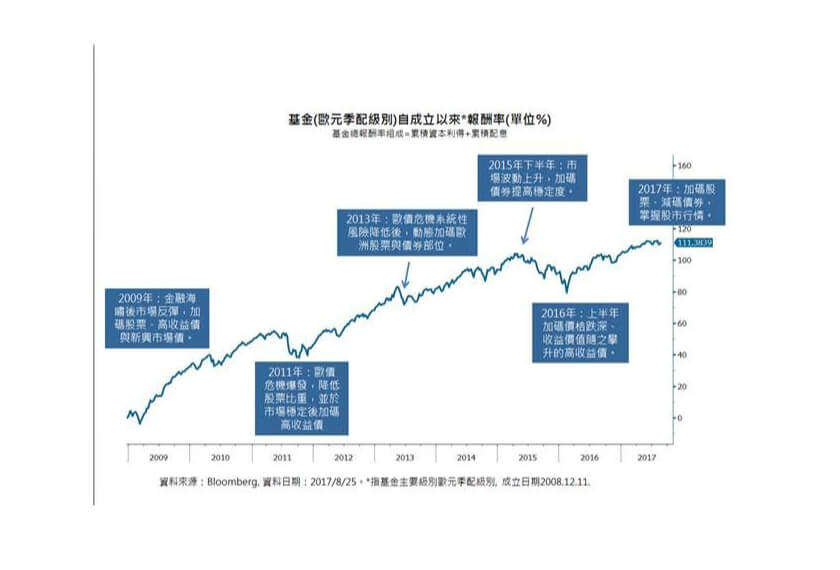 基金(歐元季配級別)自成立以來*報酬率(單位%)
基金總報酬率組成=累積資本利得+累積配息
2009年：金融海
嘯後市場反彈，加
碼股票、高收益債
與新興市場債。
2011年：歐債
危機爆發，降低
股票比重，並於
市場穩定後加碼
高收益債
2013年：歐債危機系統性
風險降低後，動態加碼歐
洲股票與債券部位。
2015年下半年：市
場波動上升，加碼
債券提高穩定度。
2016年：上半年
加碼價格跌深、
收益價值隨之攀
升的高收益債。
2017年：加碼股
票、減碼債券，
掌握股市行情。
160
120
111.3839
100
80
60
40
20
0
2009 2010 2011 2012 2013 2014 2015 2016 2017
資料來源：Bloomberg, 資料日期：2017/8/25。*指基金主要級別歐元季配級別, 成立日期2008.12.11.